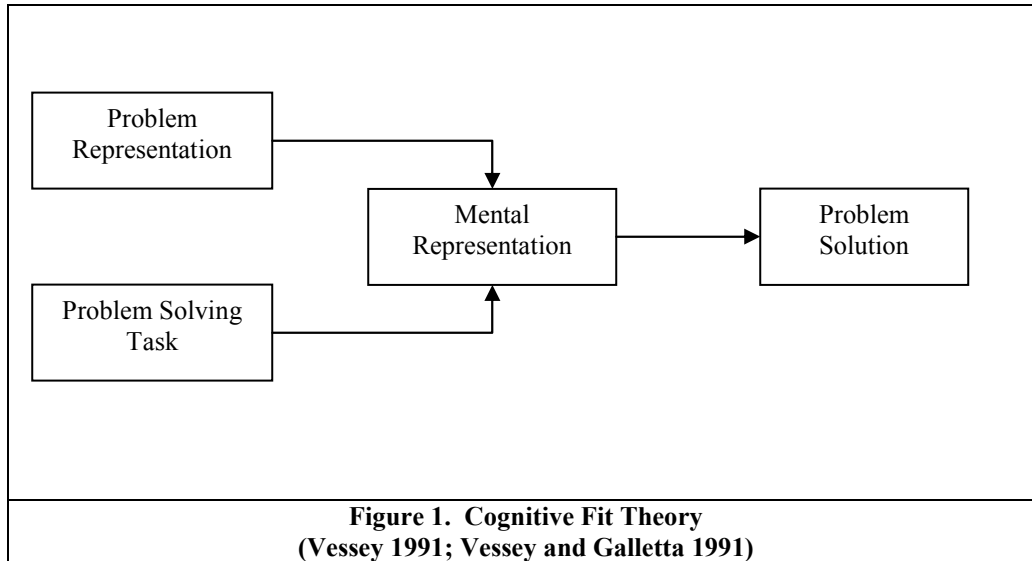 Problem
Representation
Problem Solving
Task
Mental
Representation
Problem
Solution
Figure 1.  Cognitive Fit Theory
(Vessey 1991; Vessey and Galletta 1991)